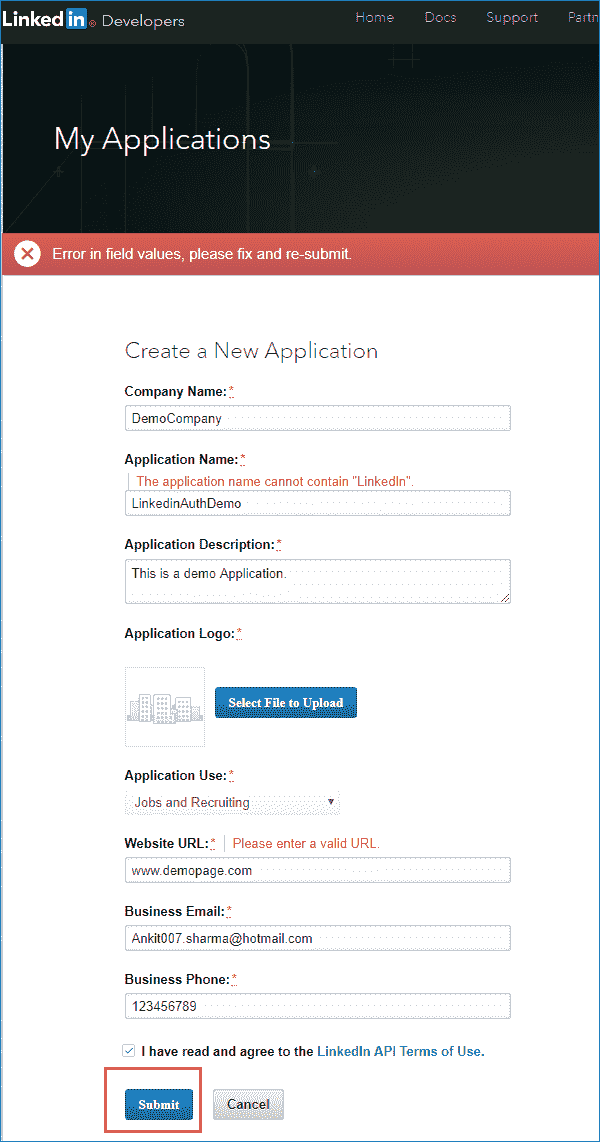 Linked in ® Developers Home Docs Support Partn
My Applications
Error in field values, please fix and re-submit.
Create a New Application
Company Name:*
DemoCompany
Application Name:*
The application name cannot contain "LinkedIn".
LinkedinAuthDemo
Application Description:*
This is a demo Application.
Application Logo:*
Select File to Upload
Application Use:*
Jobs and Recruiting
Website URL:* Please enter a valid URL.
www.demopage.com
Business Email:*
Ankit007.sharma@hotmail.com
Business Phone:*
123456789
I have read and agree to the LinkedIn API Terms of Use.
Submit Cancel